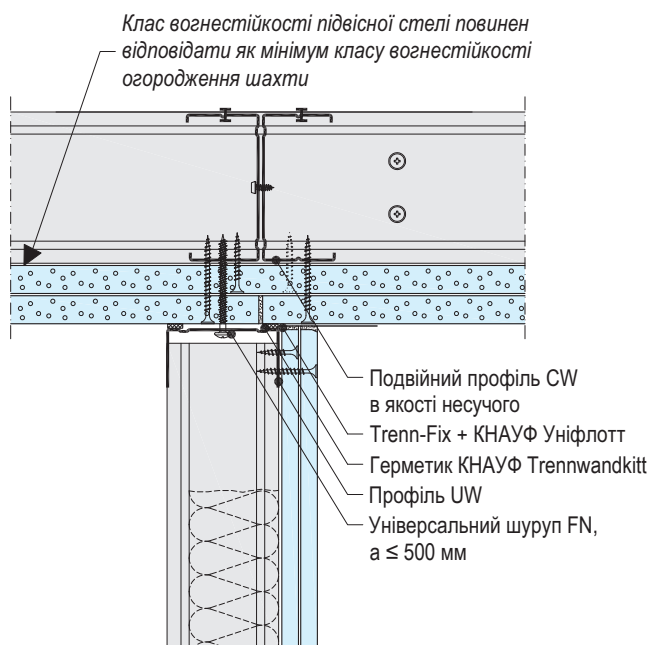 Клас вогнестійкості підвісної стелі повинен
відповідати як мінімум класу вогнестійкості
огородження шахти
Подвійний профіль CW
в якості несучого
Trenn-Fix + КНАУФ Уніфлотт
Герметик КНАУФ Trennwandkitt
Профіль UW
Універсальний шуруп FN,
a ≤ 500 мм